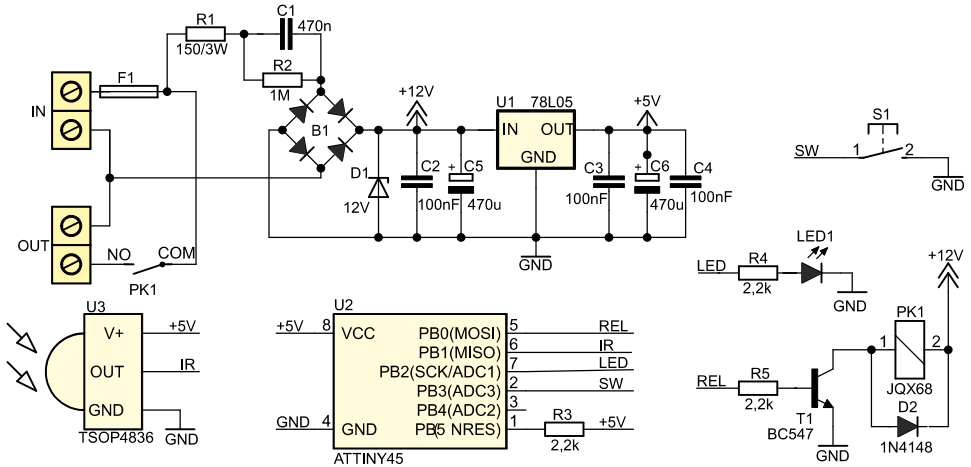 C1
R1
470n
150/3W
R2
1M
F1
IN
B1
+12V
U1
78L05
IN
OUT
GND
+5V
D1
12V
C2
100nF
+
C5
470u
C3
100nF
+
C6
470u
C4
100nF
GND
S1
SW
1
2
GND
OUT
NO
COM
PK1
LED1
LED
R4
2,2k
GND
+12V
U3
V+
+5V
OUT
IR
GND
GND
TSOP4836
U2
+5V
8
VCC
PB0(MOSI)
5
REL
PB1(MISO)
6
IR
PB2(SCK/ADC1)
7
LED
PB3(ADC3)
2
SW
PB4(ADC2)
3
GND
4
GND
PB(5 NRES)
1
R3
2,2k
+5V
ATTINY45
PK1
1
2
JQX68
REL
R5
2,2k
T1
BC547
D2
1N4148
GND